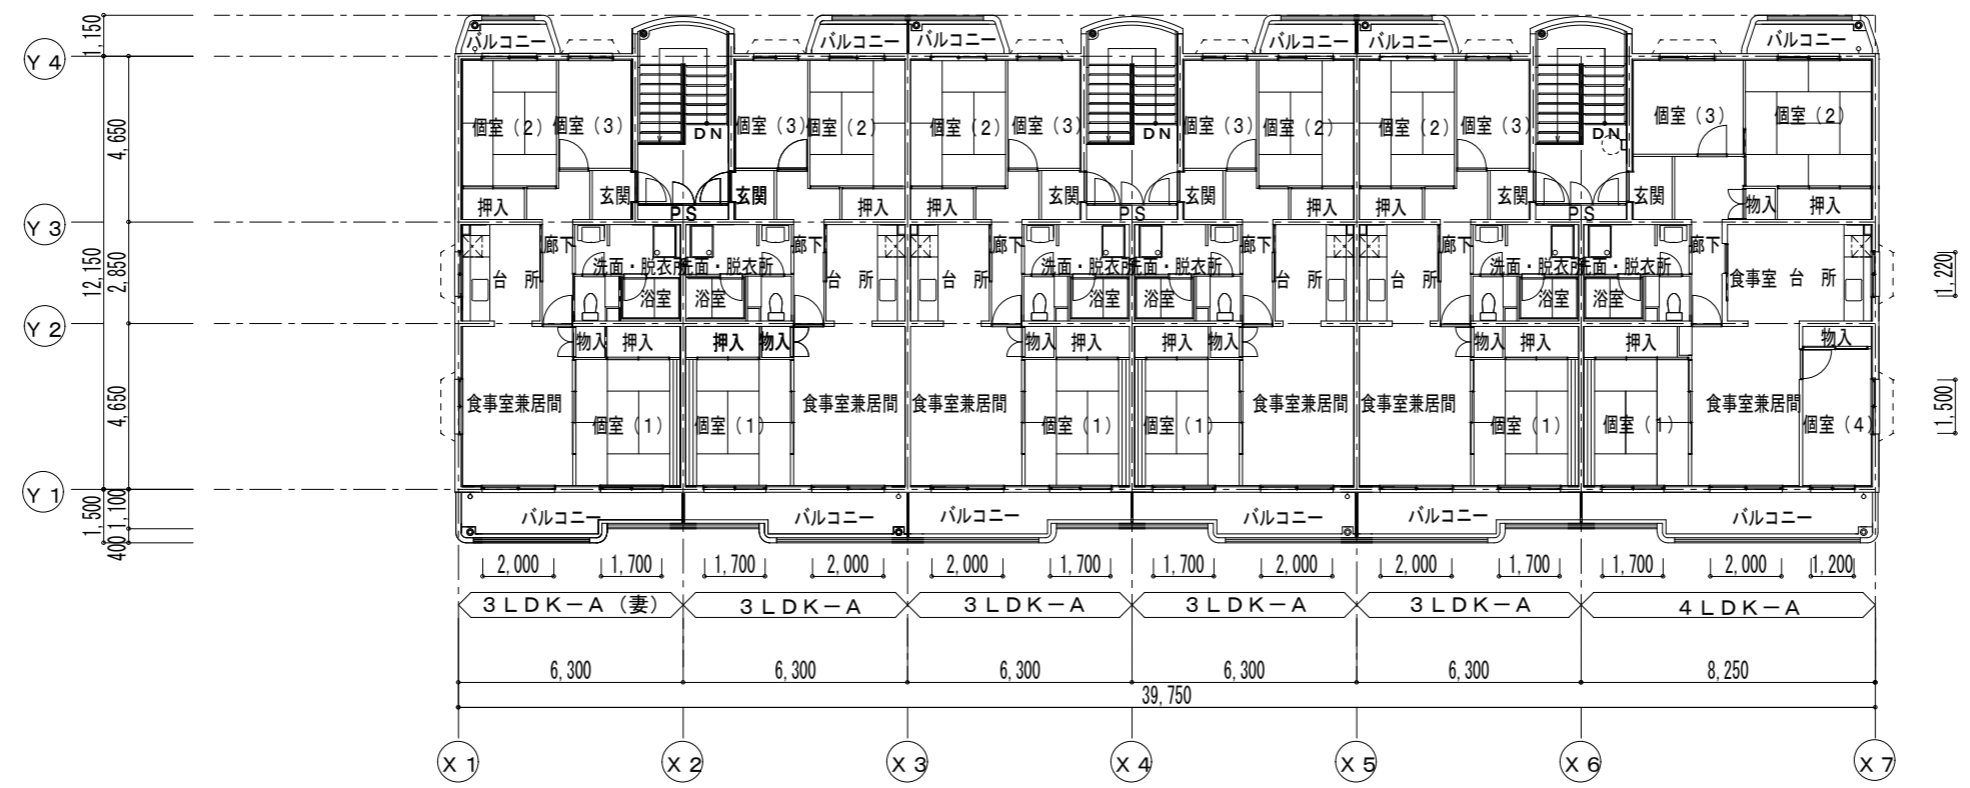 バルコニー バルコニー バルコニー バルコニー バルコニー バルコニー
1,150
Y4
4,650
個室（2） 個室（3） DN 個室（3） 個室（2） 個室（2） 個室（3） DN 個室（3） 個室（2） 個室（2） 個室（3） DN 個室（3） 個室（2）
押入 玄関 玄関 押入 押入 玄関 玄関 押入 押入 玄関 玄関 物入 押入
PS PS PS
Y3
廊下 廊下 廊下 廊下 廊下 廊下
洗面・脱衣所 洗面・脱衣所 洗面・脱衣所 洗面・脱衣所 洗面・脱衣所 洗面・脱衣所
12,150
2,850
台所 台所 台所 台所 台所 食事室 台所
1,220
浴室 浴室 浴室 浴室 浴室 浴室
Y2
物入 押入 押入 物入 物入 押入 押入 物入 物入 押入 押入 物入
4,650
食事室兼居間 食事室兼居間 食事室兼居間 食事室兼居間 食事室兼居間 食事室兼居間
1,500
個室（1） 個室（1） 個室（1） 個室（1） 個室（1） 個室（1） 個室（4）
Y1
1,500
1,100
400
バルコニー バルコニー バルコニー バルコニー バルコニー バルコニー
2,000 1,700 1,700 2,000 2,000 1,700 1,700 2,000 2,000 1,700 1,700 2,000 1,200
3LDK－A（妻） 3LDK－A 3LDK－A 3LDK－A 3LDK－A 4LDK－A
6,300 6,300 6,300 6,300 6,300 8,250
39,750
X1 X2 X3 X4 X5 X6 X7